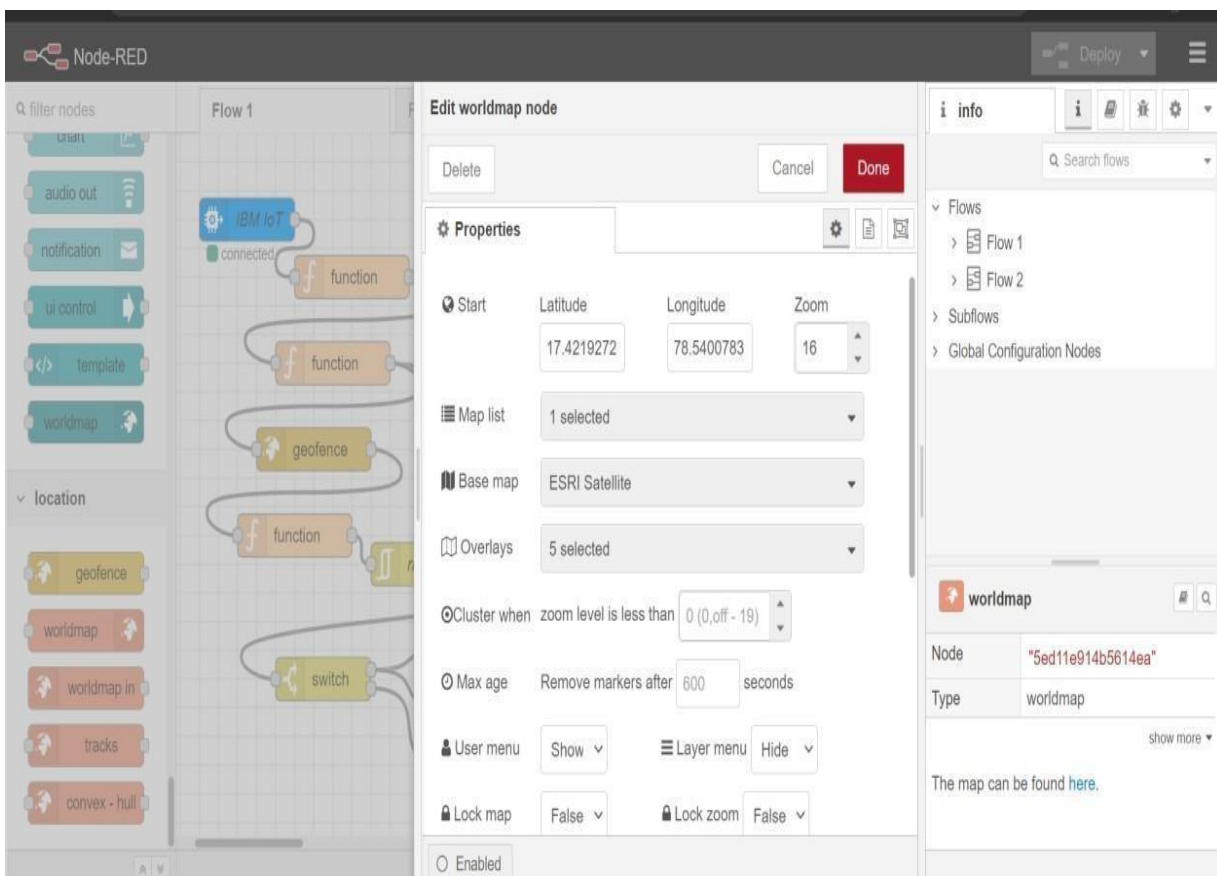 Node-RED
Deploy
filter nodes
Flow 1
Edit worldmap node
i info
Delete
Cancel
Done
Search flows
chart
audio out
notification
ui control
template
worldmap
location
geofence
worldmap
worldmap in
tracks
convex - hull
IBM IoT
connected
function
function
geofence
function
switch
Properties
Start
Latitude
Longitude
Zoom
17.4219272
78.5400783
16
Map list
1 selected
Base map
ESRI Satellite
Overlays
5 selected
Cluster when zoom level is less than 0 (0,off - 19)
Max age Remove markers after 600 seconds
User menu Show
Layer menu Hide
Lock map False
Lock zoom False
Enabled
Flows
Flow 1
Flow 2
Subflows
Global Configuration Nodes
worldmap
Node "5ed11e914b5614ea"
Type worldmap
show more
The map can be found here.